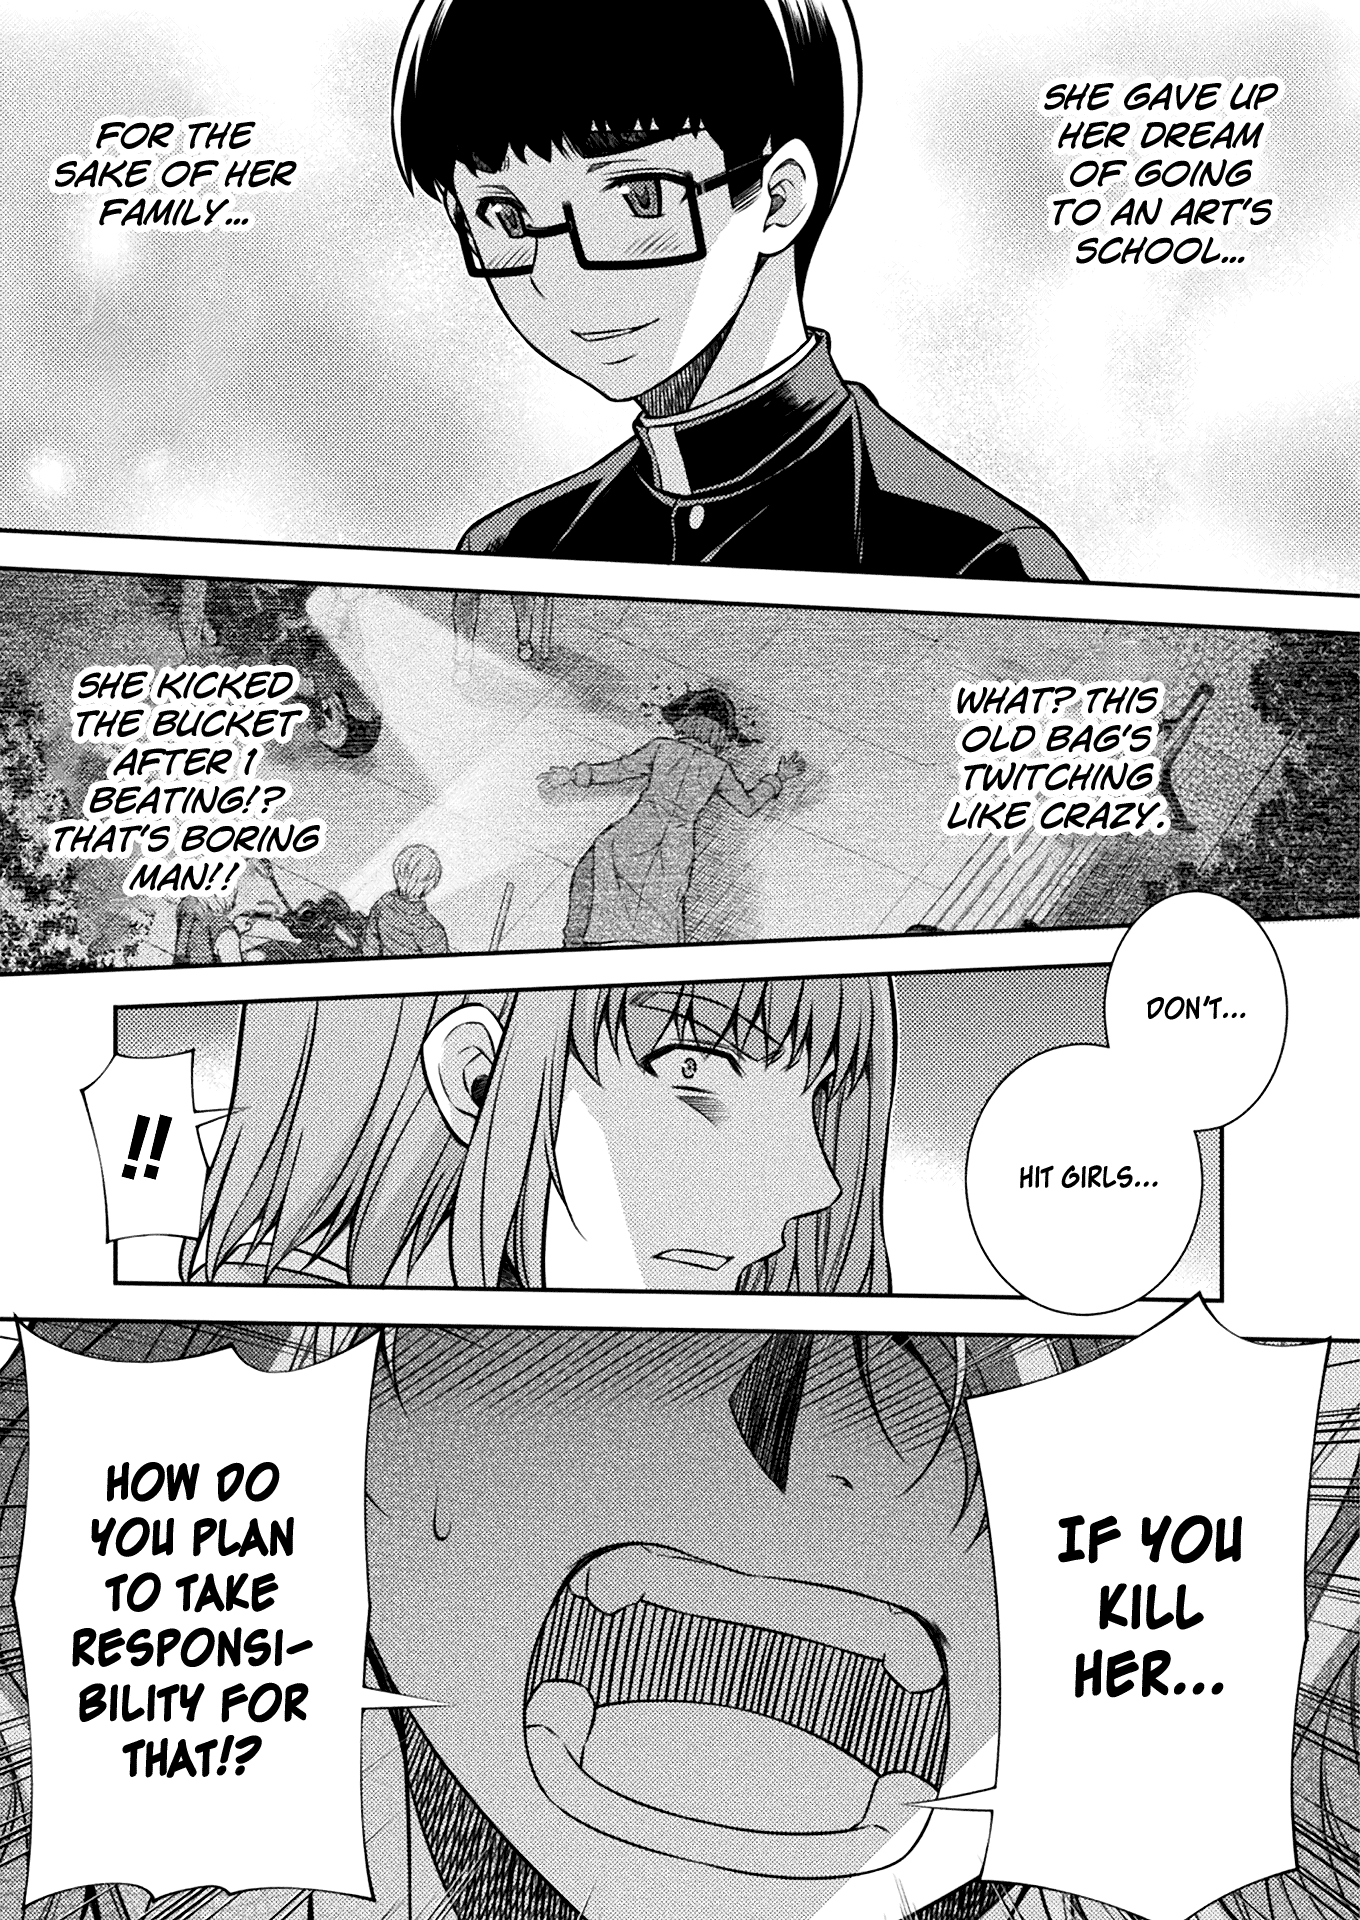 SHE GAVE UP
HER DREAM
OF GOING
TO AN ART'S
SCHOOL...
FOR THE
SAKE OF HER
FAMILY...
WHAT? THIS
OLD BAG'S
TWITCHING
LIKE CRAZY.
SHE KICKED
THE BUCKET
AFTER 1
BEATING!?
THAT'S BORING
MAN!!
DON'T...
HIT GIRLS...
!!
IF YOU
KILL
HER...
HOW DO
YOU PLAN
TO TAKE
RESPONSI-
BILITY FOR
THAT!?